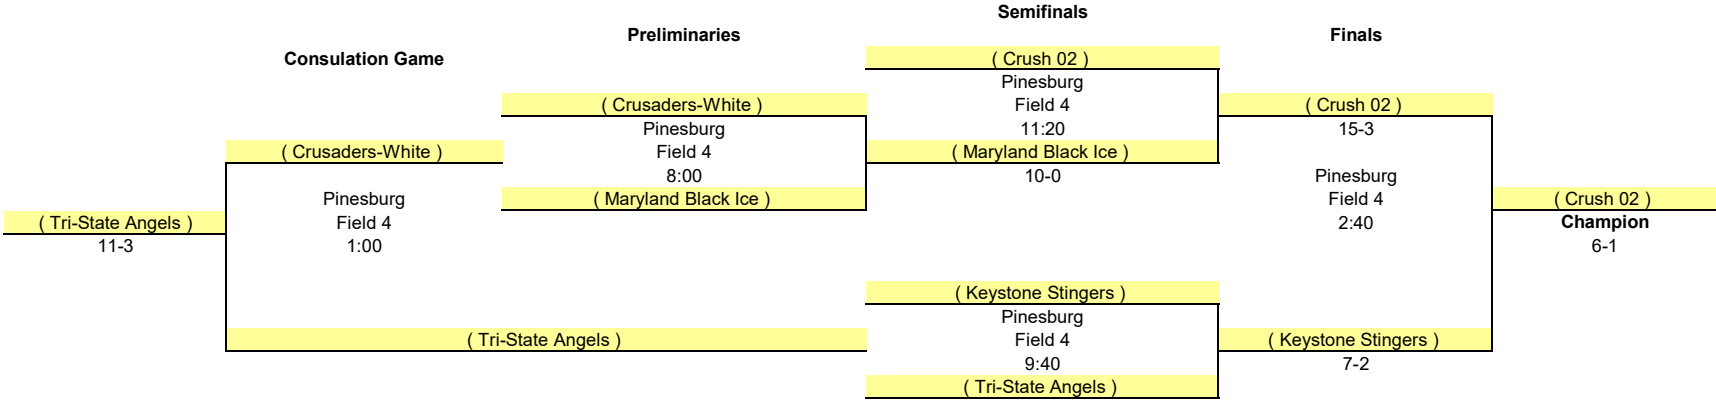 Semifinals
Preliminaries
Finals
Consulation Game
( Crush 02 )
Pinesburg
( Crusaders-White )
Field 4
( Crush 02 )
Pinesburg
11:20
15-3
( Crusaders-White )
Field 4
( Maryland Black Ice )
8:00
10-0
Pinesburg
Pinesburg
( Maryland Black Ice )
Field 4
( Crush 02 )
( Tri-State Angels )
Field 4
2:40
Champion
11-3
1:00
6-1
( Keystone Stingers )
Pinesburg
( Tri-State Angels )
Field 4
( Keystone Stingers )
9:40
7-2
( Tri-State Angels )